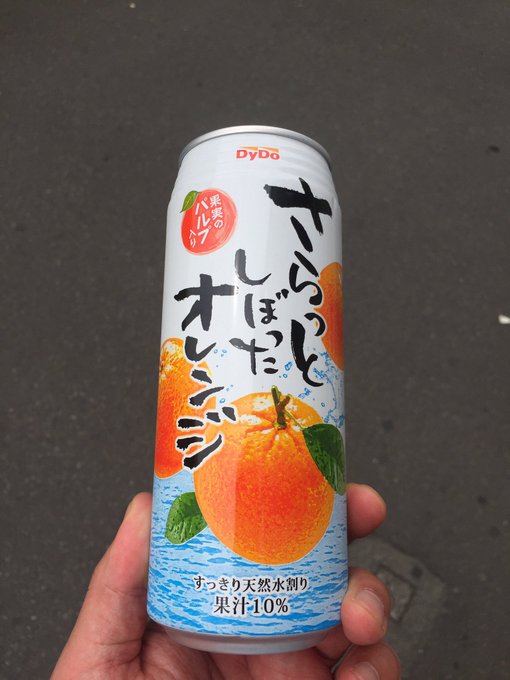 DyDo
果実の
パルプ
入り
さらっと
しぼった
オレンジ
すっきり天然水割り
果汁10%